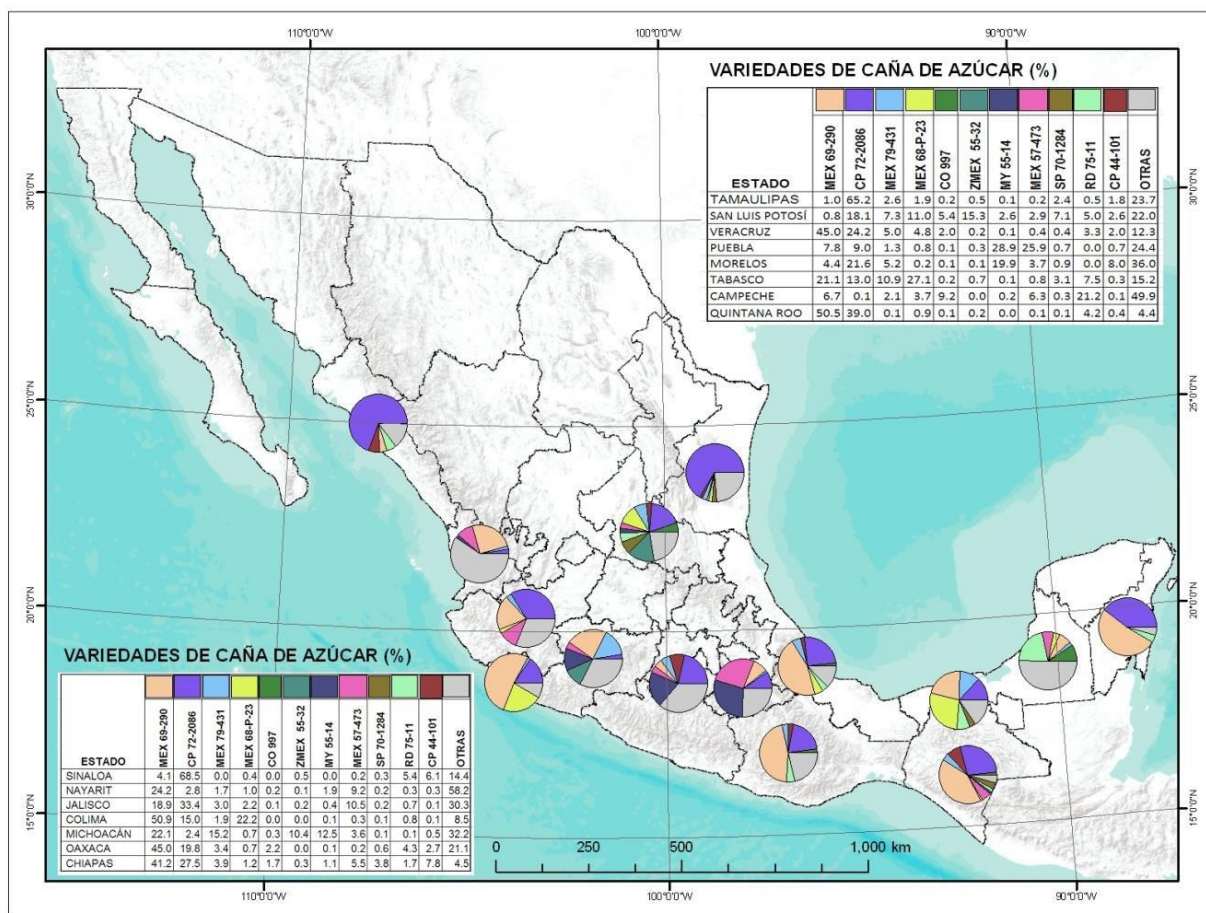 110°0'0"W 100°0'0"W 90°0'0"W
VARIEDADES DE CAÑA DE AZÚCAR (%)
ESTADO MEX 69-290 CP 72-2086 MEX 79-431 MEX 68-P-23 CO 997 ZMEX 55-32 MY 55-14 MEX 57-473 SP 70-1284 RD 75-11 CP 44-101 OTRAS
TAMAULIPAS 1.0 65.2 2.6 1.9 0.2 0.5 0.1 0.2 2.4 0.5 1.8 23.7
SAN LUIS POTOSÍ 0.8 18.1 7.3 11.0 5.4 15.3 2.6 2.9 7.1 5.0 2.6 22.0
VERACRUZ 45.0 24.2 5.0 4.8 2.0 0.2 0.1 0.4 0.4 3.3 2.0 12.3
PUEBLA 7.8 9.0 1.3 0.8 0.1 0.3 28.9 25.9 0.7 0.0 0.7 24.4
MORELOS 4.4 21.6 5.2 0.2 0.1 0.1 19.9 3.7 0.9 0.0 8.0 36.0
TABASCO 21.1 13.0 10.9 27.1 0.2 0.7 0.1 0.8 3.1 7.5 0.3 15.2
CAMPECHE 6.7 0.1 2.1 3.7 9.2 0.0 0.2 6.3 0.3 21.2 0.1 49.9
QUINTANA ROO 50.5 39.0 0.1 0.9 0.1 0.2 0.0 0.1 0.1 4.2 0.4 4.4
30°0'0"N 30°0'0"N
25°0'0"N 25°0'0"N
20°0'0"N 20°0'0"N
15°0'0"N 15°0'0"N
VARIEDADES DE CAÑA DE AZÚCAR (%)
ESTADO MEX 69-290 CP 72-2086 MEX 79-431 MEX 68-P-23 CO 997 ZMEX 55-32 MY 55-14 MEX 57-473 SP 70-1284 RD 75-11 CP 44-101 OTRAS
SINALOA 4.1 68.5 0.0 0.4 0.0 0.5 0.0 0.2 0.3 5.4 6.1 14.4
NAYARIT 24.2 2.8 1.7 1.0 0.2 0.1 1.9 9.2 0.2 0.3 0.3 58.2
JALISCO 18.9 33.4 3.0 2.2 0.1 0.2 0.4 10.5 0.2 0.7 0.1 30.3
COLIMA 50.9 15.0 1.9 22.2 0.0 0.0 0.1 0.3 0.1 0.8 0.1 8.5
MICHOACÁN 22.1 2.4 15.2 0.7 0.3 10.4 12.5 3.6 0.1 0.1 0.5 32.2
OAXACA 45.0 19.8 3.4 0.7 2.2 0.0 0.1 0.2 0.6 4.3 2.7 21.1
CHIAPAS 41.2 27.5 3.9 1.2 1.7 0.3 1.1 5.5 3.8 1.7 7.8 4.5
0 250 500 1,000 km
110°0'0"W 100°0'0"W 90°0'0"W